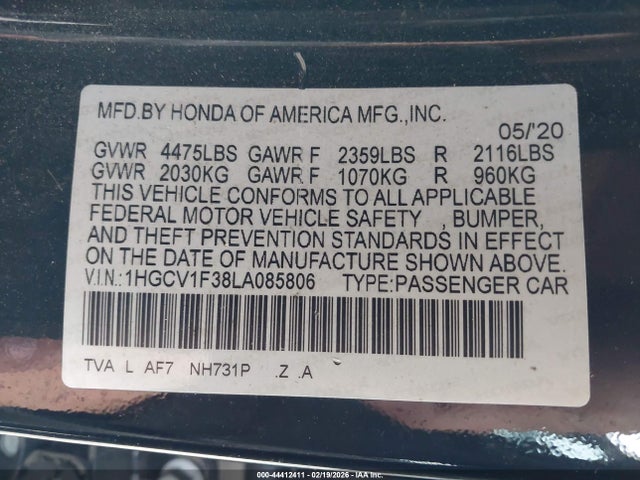 MFD.BY HONDA OF AMERICA MFG.,INC.
05/'20
GVWR 4475LBS GAWR F 2359LBS R 2116LBS
GVWR 2030KG GAWR F 1070KG R 960KG
THIS VEHICLE CONFORMS TO ALL APPLICABLE
FEDERAL MOTOR VEHICLE SAFETY , BUMPER,
AND THEFT PREVENTION STANDARDS IN EFFECT
ON THE DATE OF MANUFACTURE SHOWN ABOVE.
V.I.N.:1HGCV1F38LA085806 TYPE:PASSENGER CAR
TVA L AF7 NH731P .Z .A
000-44412411 - 02/19/2026 - IAA Inc.